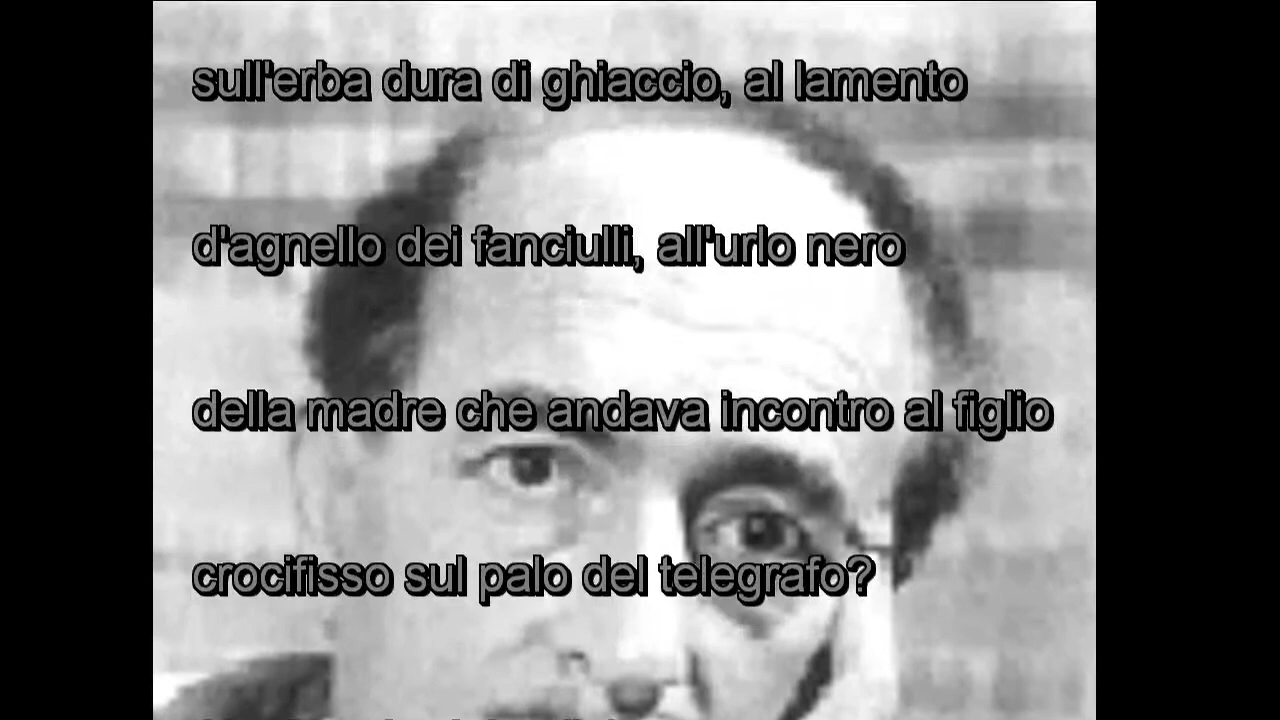 sull'erba dura di ghiaccio, al lamento
d'agnello dei fanciulli, all'urlo nero
della madre che andava incontro al figlio
crocifisso sul palo del telegrafo?